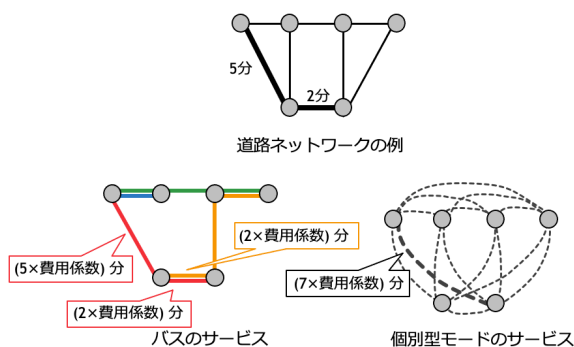 5分
2分
道路ネットワークの例
(2×費用係数) 分
(5×費用係数) 分
(7×費用係数) 分
(2×費用係数) 分
バスのサービス
個別型モードのサービス